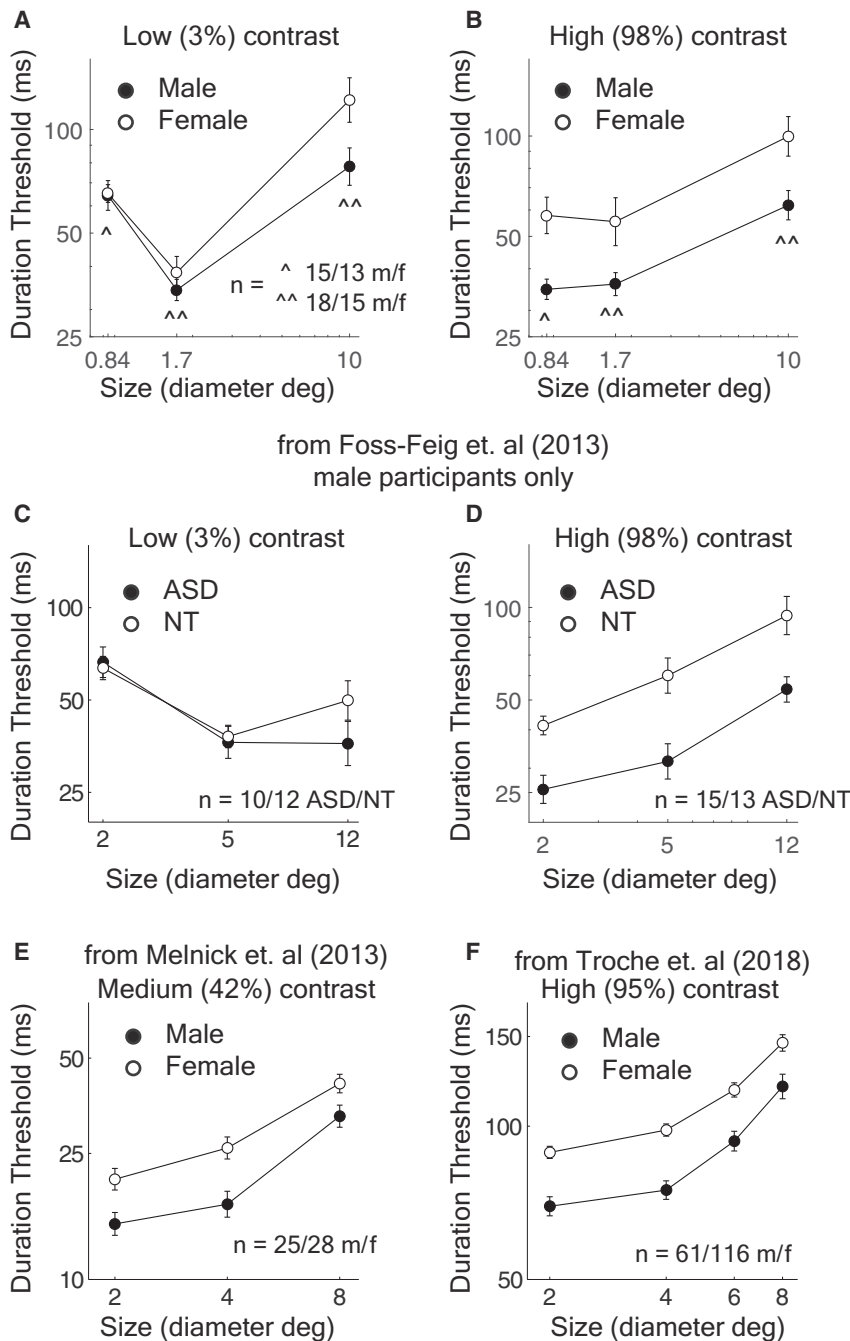 A
Low (3%) contrast
Duration Threshold (ms)
Male
Female
100
50
25
^
^^
^^
n = ^ 15/13 m/f
^^ 18/15 m/f
0.84
1.7
10
Size (diameter deg)
B
High (98%) contrast
Duration Threshold (ms)
Male
Female
100
50
25
^
^^
^^
0.84
1.7
10
Size (diameter deg)
from Foss-Feig et. al (2013)
male participants only
C
Low (3%) contrast
Duration Threshold (ms)
ASD
NT
100
50
25
n = 10/12 ASD/NT
2
5
12
Size (diameter deg)
D
High (98%) contrast
Duration Threshold (ms)
ASD
NT
100
50
25
n = 15/13 ASD/NT
2
5
12
Size (diameter deg)
E
from Melnick et. al (2013)
Medium (42%) contrast
Duration Threshold (ms)
Male
Female
50
25
10
n = 25/28 m/f
2
4
8
Size (diameter deg)
F
from Troche et. al (2018)
High (95%) contrast
Duration Threshold (ms)
Male
Female
150
100
50
n = 61/116 m/f
2
4
6
8
Size (diameter deg)